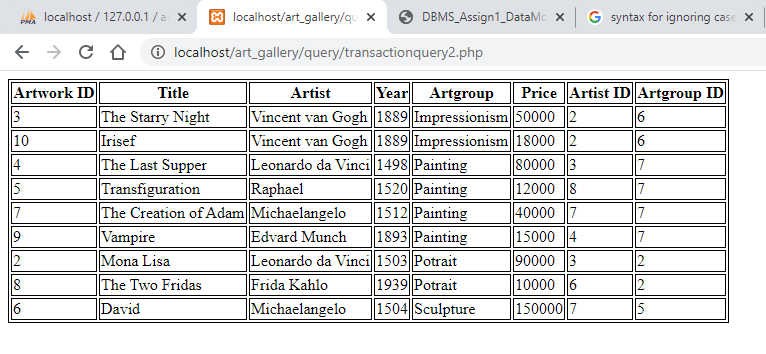 localhost / 127.0.0.1 / a
localhost/art_gallery/qu
DBMS_Assign1_DataMo
syntax for ignoring case
localhost/art_gallery/query/transactionquery2.php
Artwork ID Title Artist Year Artgroup Price Artist ID Artgroup ID
3 The Starry Night Vincent van Gogh 1889 Impressionism 50000 2 6
10 Irisef Vincent van Gogh 1889 Impressionism 18000 2 6
4 The Last Supper Leonardo da Vinci 1498 Painting 80000 3 7
5 Transfiguration Raphael 1520 Painting 12000 8 7
7 The Creation of Adam Michaelangelo 1512 Painting 40000 7 7
9 Vampire Edvard Munch 1893 Painting 15000 4 7
2 Mona Lisa Leonardo da Vinci 1503 Potrait 90000 3 2
8 The Two Fridas Frida Kahlo 1939 Potrait 10000 6 2
6 David Michaelangelo 1504 Sculpture 150000 7 5